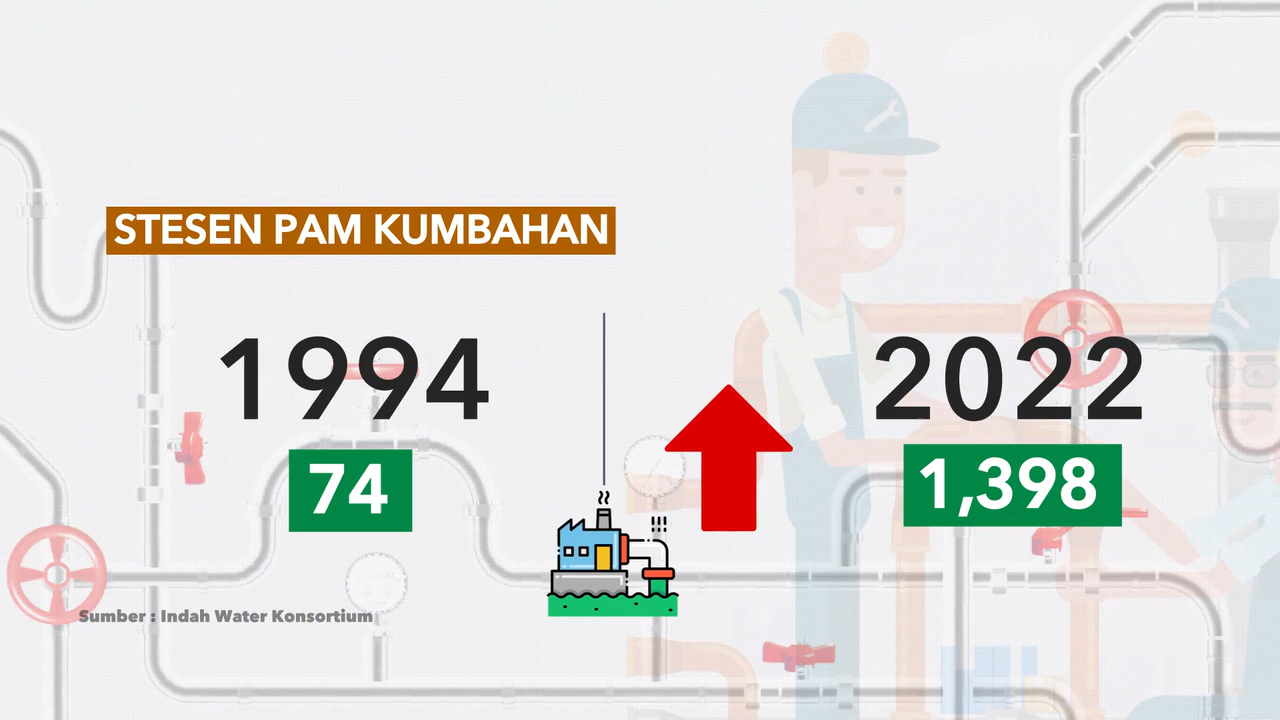 STESEN PAM KUMBAHAN
1994
74
2022
1,398
Sumber : Indah Water Konsortium